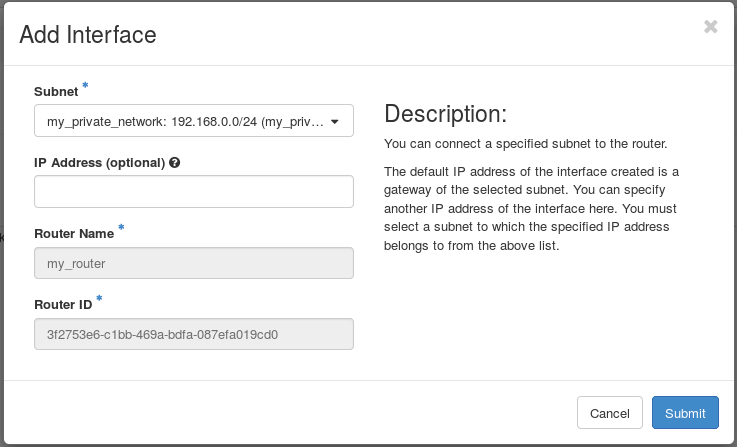 Add Interface
×
Subnet *
my_private_network: 192.168.0.0/24 (my_priv…
IP Address (optional) ?
Router Name *
my_router
Router ID *
3f2753e6-c1bb-469a-bdfa-087efa019cd0
Description:
You can connect a specified subnet to the router.
The default IP address of the interface created is a
gateway of the selected subnet. You can specify
another IP address of the interface here. You must
select a subnet to which the specified IP address
belongs to from the above list.
Cancel
Submit